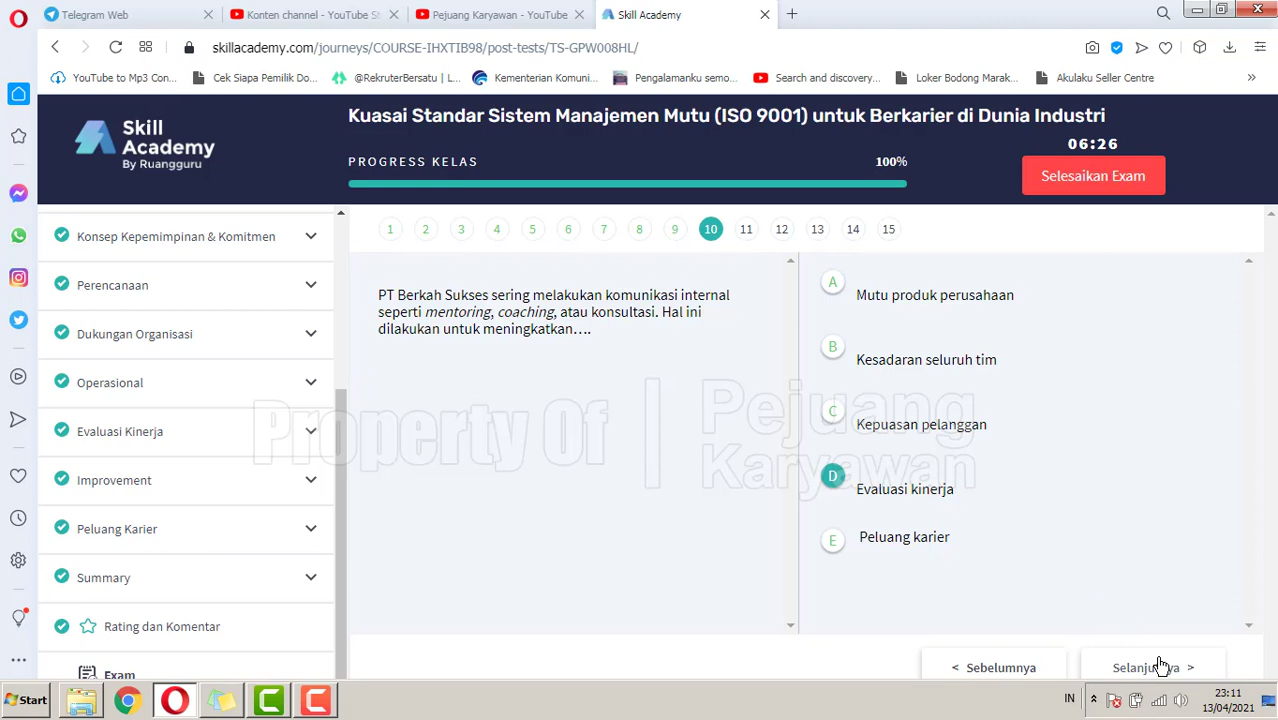 Telegram Web
Konten channel - YouTube S
Pejuang Karyawan - YouTube
Skill Academy
skillacademy.com/journeys/COURSE-IHXTIB98/post-tests/TS-GPW008HL/
YouTube to Mp3 Con...
Cek Siapa Pemilik Do...
@RekruterBersatu | L...
Kementerian Komuni...
Pengalamanku semo...
Search and discovery...
Loker Bodong Marak...
Akulaku Seller Centre
Skill
Academy
By Ruangguru
Kuasai Standar Sistem Manajemen Mutu (ISO 9001) untuk Berkarier di Dunia Industri
PROGRESS KELAS
100%
06:26
Selesaikan Exam
Konsep Kepemimpinan & Komitmen
Perencanaan
Dukungan Organisasi
Operasional
Evaluasi Kinerja
Improvement
Peluang Karier
Summary
Rating dan Komentar
Exam
1 2 3 4 5 6 7 8 9 10 11 12 13 14 15
PT Berkah Sukses sering melakukan komunikasi internal
seperti mentoring, coaching, atau konsultasi. Hal ini
dilakukan untuk meningkatkan....
A Mutu produk perusahaan
B Kesadaran seluruh tim
C Kepuasan pelanggan
D Evaluasi kinerja
E Peluang karier
Property Of | Pejuang
Karyawan
< Sebelumnya
Selanjutnya >
Start
IN
23:11
13/04/2021